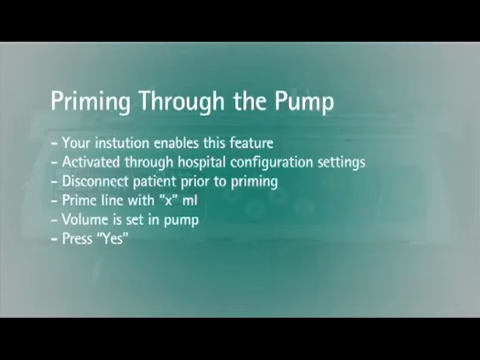 Priming Through the Pump
- Your instution enables this feature
- Activated through hospital configuration settings
- Disconnect patient prior to priming
- Prime line with "x" ml
- Volume is set in pump
- Press "Yes"